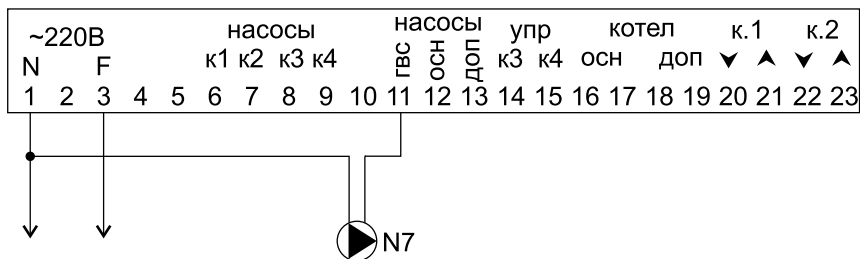 насосы насосы упр котел к.1 к.2
~220В
к1 к2 к3 к4 гвс осн доп к3 к4 осн доп
N F
1 2 3 4 5 6 7 8 9 10 11 12 13 14 15 16 17 18 19 20 21 22 23
N7